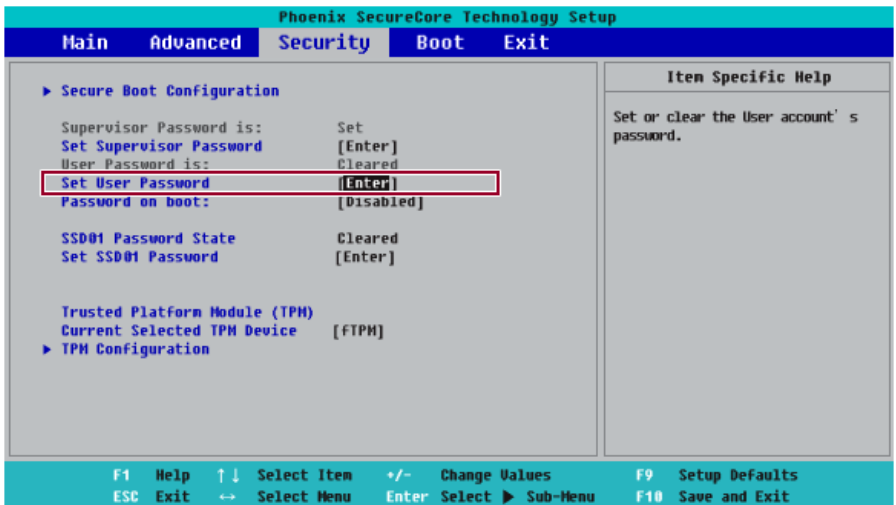 Phoenix SecureCore Technology Setup
Main Advanced Security Boot Exit
Item Specific Help
▶ Secure Boot Configuration
Set or clear the User account's
password.
Supervisor Password is: Set
Set Supervisor Password [Enter]
User Password is: Cleared
Set User Password [Enter]
Password on boot: [Disabled]
SSD01 Password State Cleared
Set SSD01 Password [Enter]
Trusted Platform Module (TPM)
Current Selected TPM Device [fTPM]
▶ TPM Configuration
F1 Help ↑↓ Select Item +/- Change Values F9 Setup Defaults
ESC Exit ↔ Select Menu Enter Select ▶ Sub-Menu F10 Save and Exit